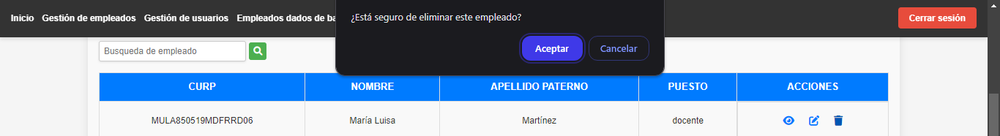 ¿Está seguro de eliminar este empleado?
Aceptar Cancelar
Inicio Gestión de empleados Gestión de usuarios Empleados dados de ba Cerrar sesión
Busqueda de empleado
CURP NOMBRE APELLIDO PATERNO PUESTO ACCIONES
MULA850519MDFRRD06 María Luisa Martínez docente